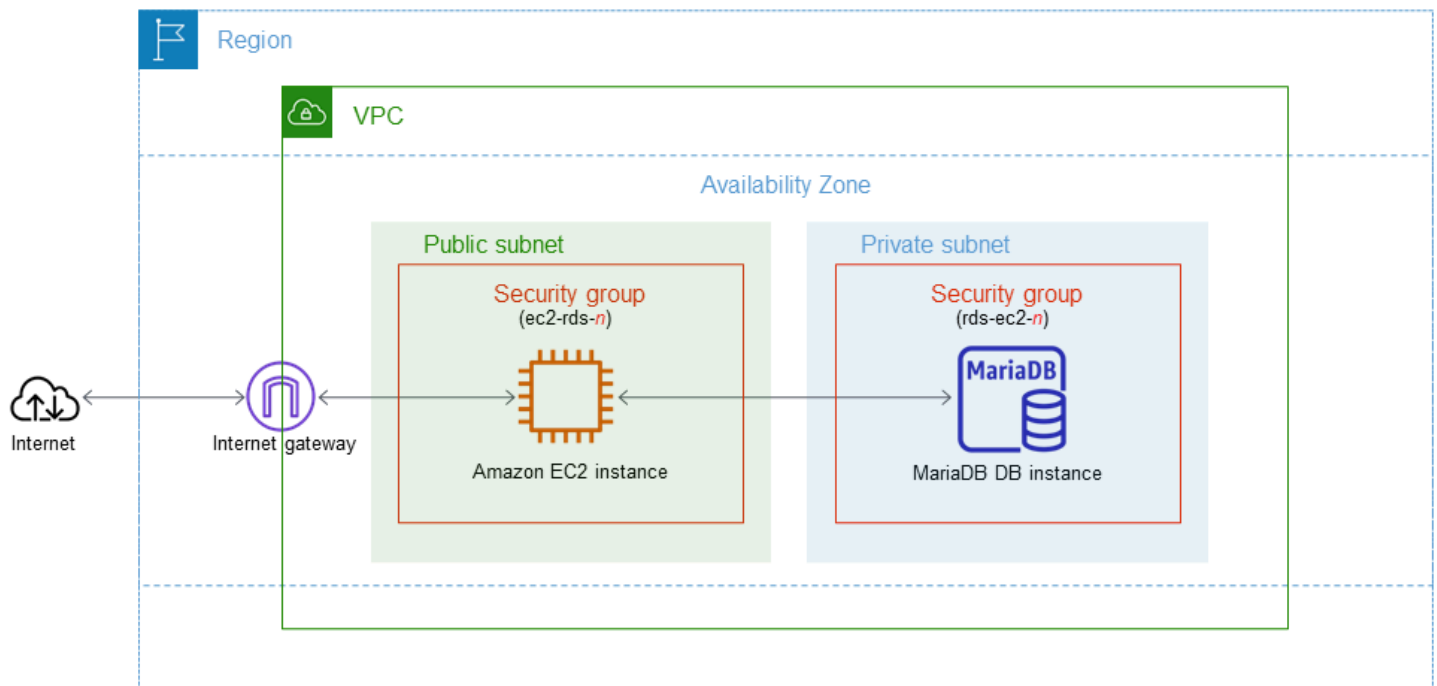 Region
VPC
Availability Zone
Public subnet
Private subnet
Security group
(ec2-rds-n)
Security group
(rds-ec2-n)
MariaDB
Internet
Internet gateway
Amazon EC2 instance
MariaDB DB instance